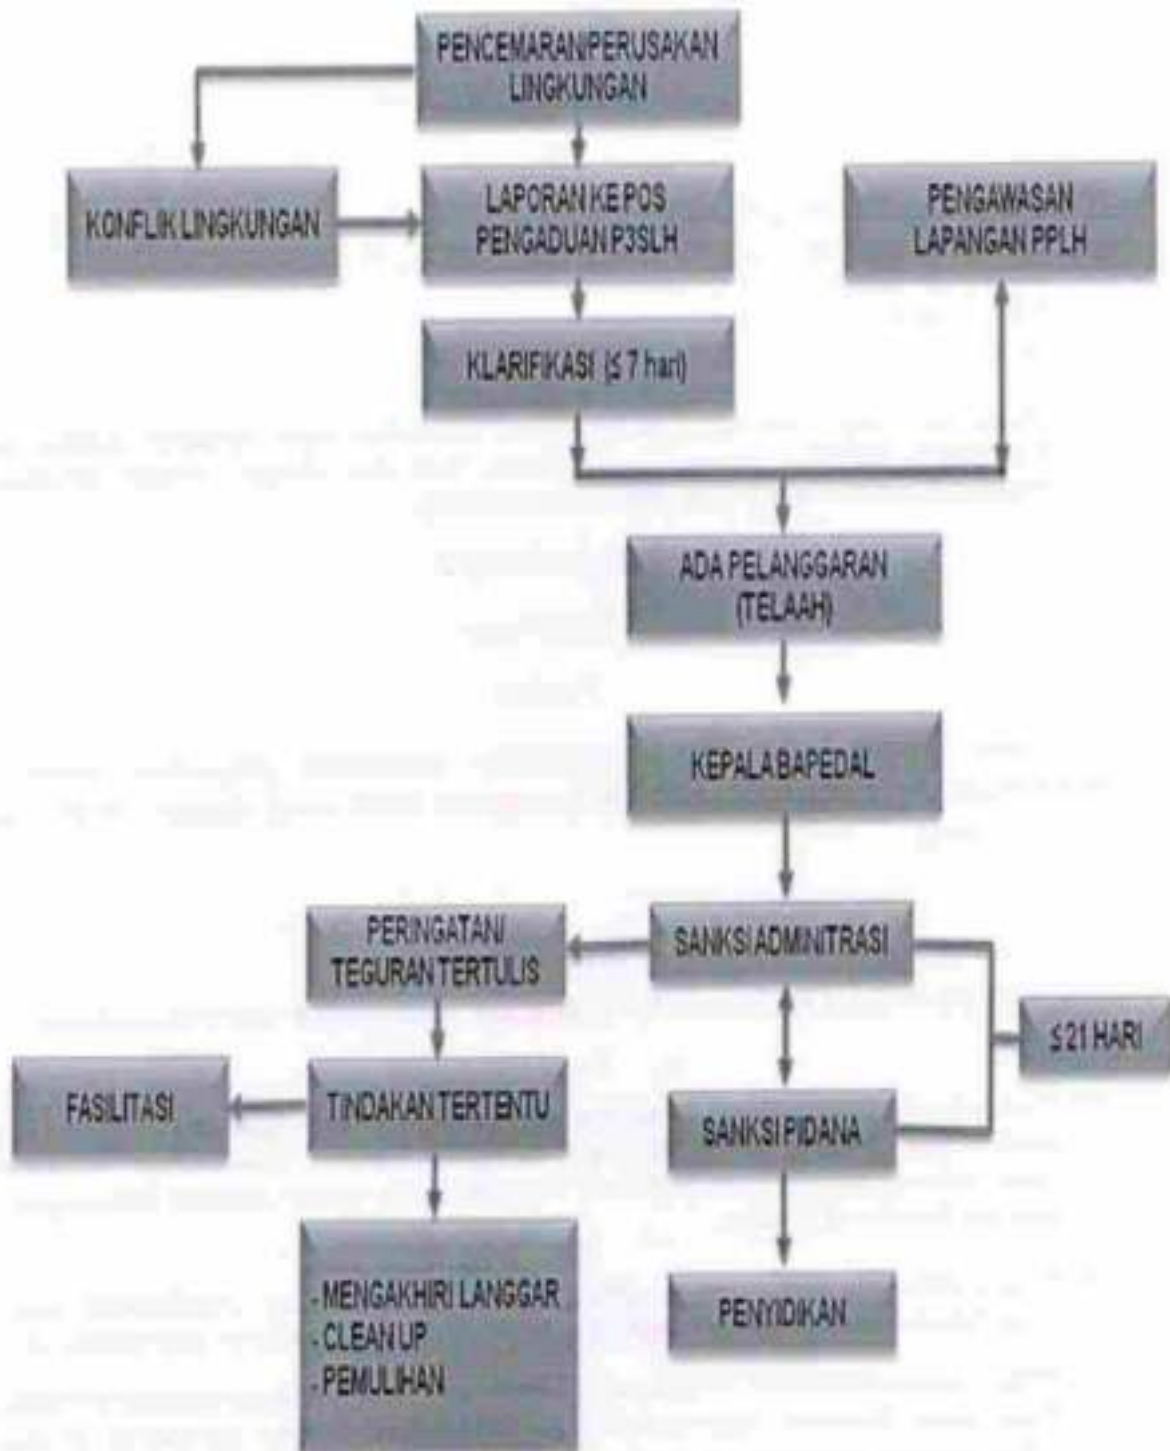 PENCEMARAN/PERUSAKAN
LINGKUNGAN
KONFLIK LINGKUNGAN
LAPORAN KE POS
PENGADUAN P3SLH
PENGAWASAN
LAPANGAN PPLH
KLARIFIKASI (≤ 7 hari)
ADA PELANGGARAN
(TELAAH)
KEPALA BAPEDAL
PERINGATAN/
TEGURAN TERTULIS
SANKSI ADMINITRASI
≤ 21 HARI
FASILITASI
TINDAKAN TERTENTU
SANKSI PIDANA
- MENGAKHIRI LANGGAR
- CLEAN UP
- PEMULIHAN
PENYIDIKAN